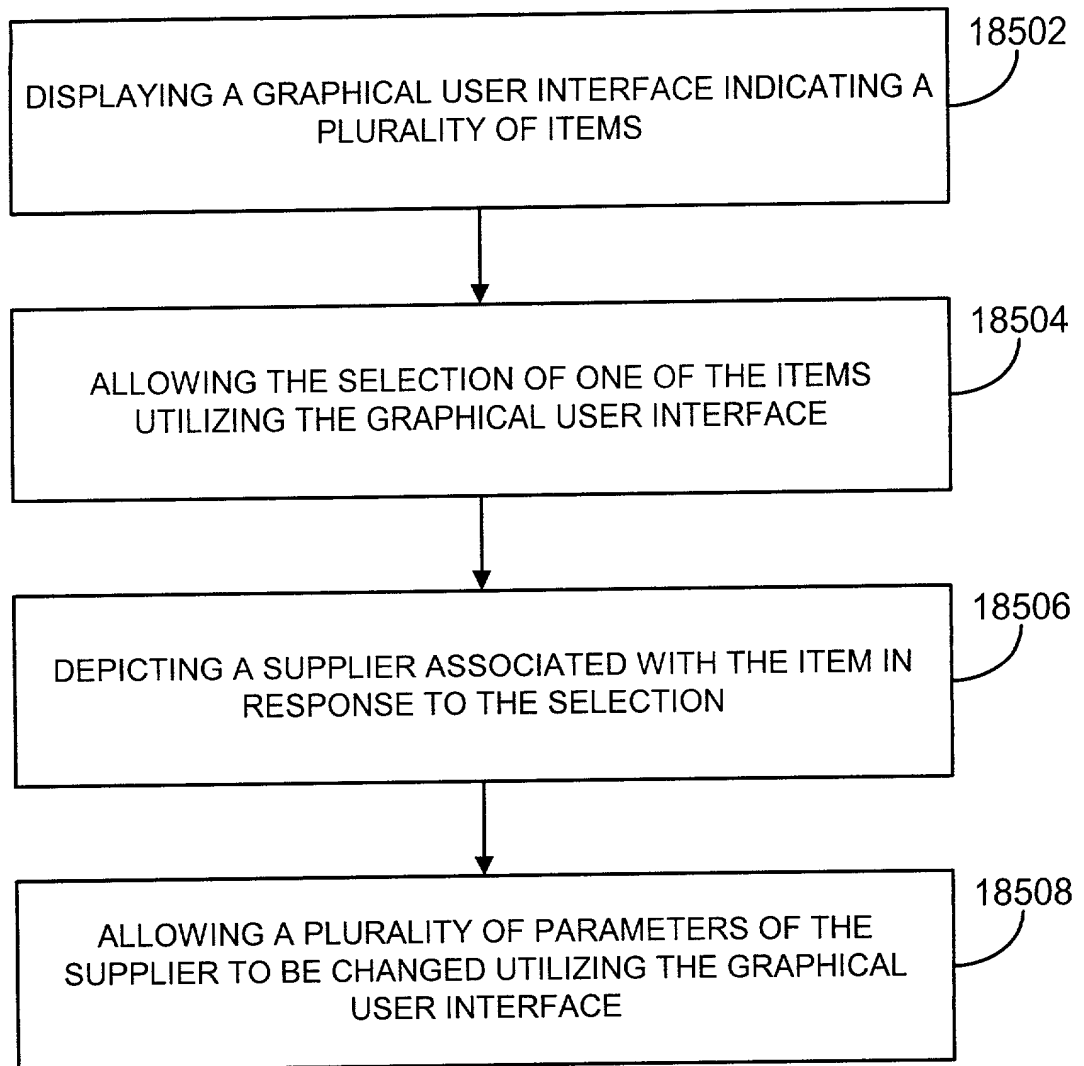 18502
DISPLAYING A GRAPHICAL USER INTERFACE INDICATING A
PLURALITY OF ITEMS
18504
ALLOWING THE SELECTION OF ONE OF THE ITEMS
UTILIZING THE GRAPHICAL USER INTERFACE
18506
DEPICTING A SUPPLIER ASSOCIATED WITH THE ITEM IN
RESPONSE TO THE SELECTION
18508
ALLOWING A PLURALITY OF PARAMETERS OF THE
SUPPLIER TO BE CHANGED UTILIZING THE GRAPHICAL
USER INTERFACE